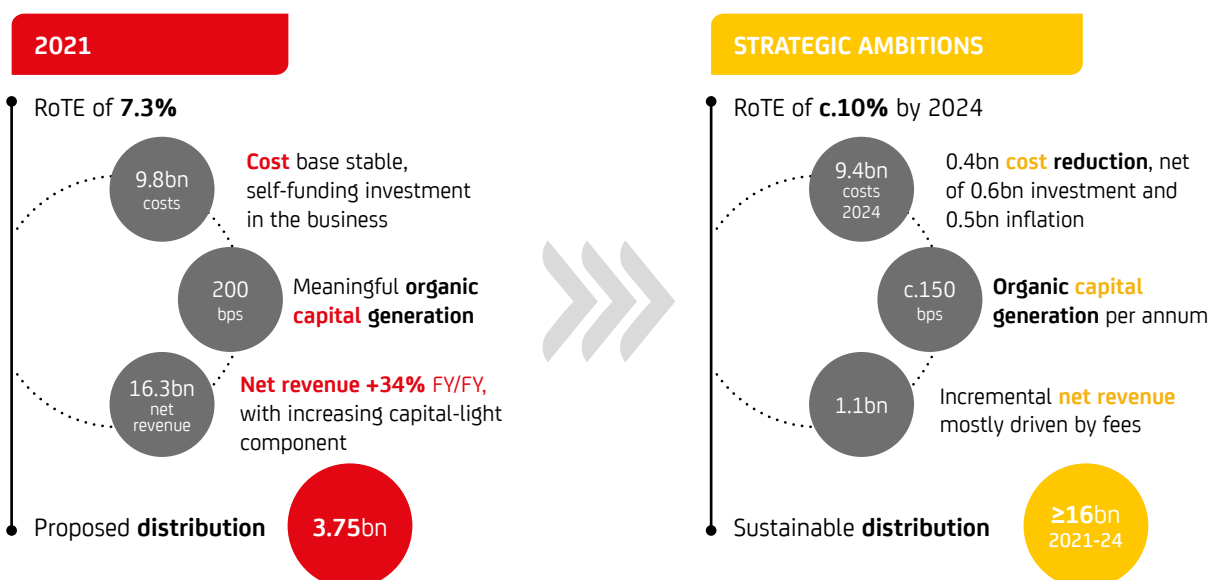 2021
RoTE of 7.3%
9.8bn
costs
Cost base stable,
self-funding investment
in the business
200
bps
Meaningful organic
capital generation
16.3bn
net
revenue
Net revenue +34% FY/FY,
with increasing capital-light
component
Proposed distribution
3.75bn
STRATEGIC AMBITIONS
RoTE of c.10% by 2024
9.4bn
costs
2024
0.4bn cost reduction, net
of 0.6bn investment and
0.5bn inflation
c.150
bps
Organic capital
generation per annum
1.1bn
Incremental net revenue
mostly driven by fees
Sustainable distribution
≥16bn
2021-24